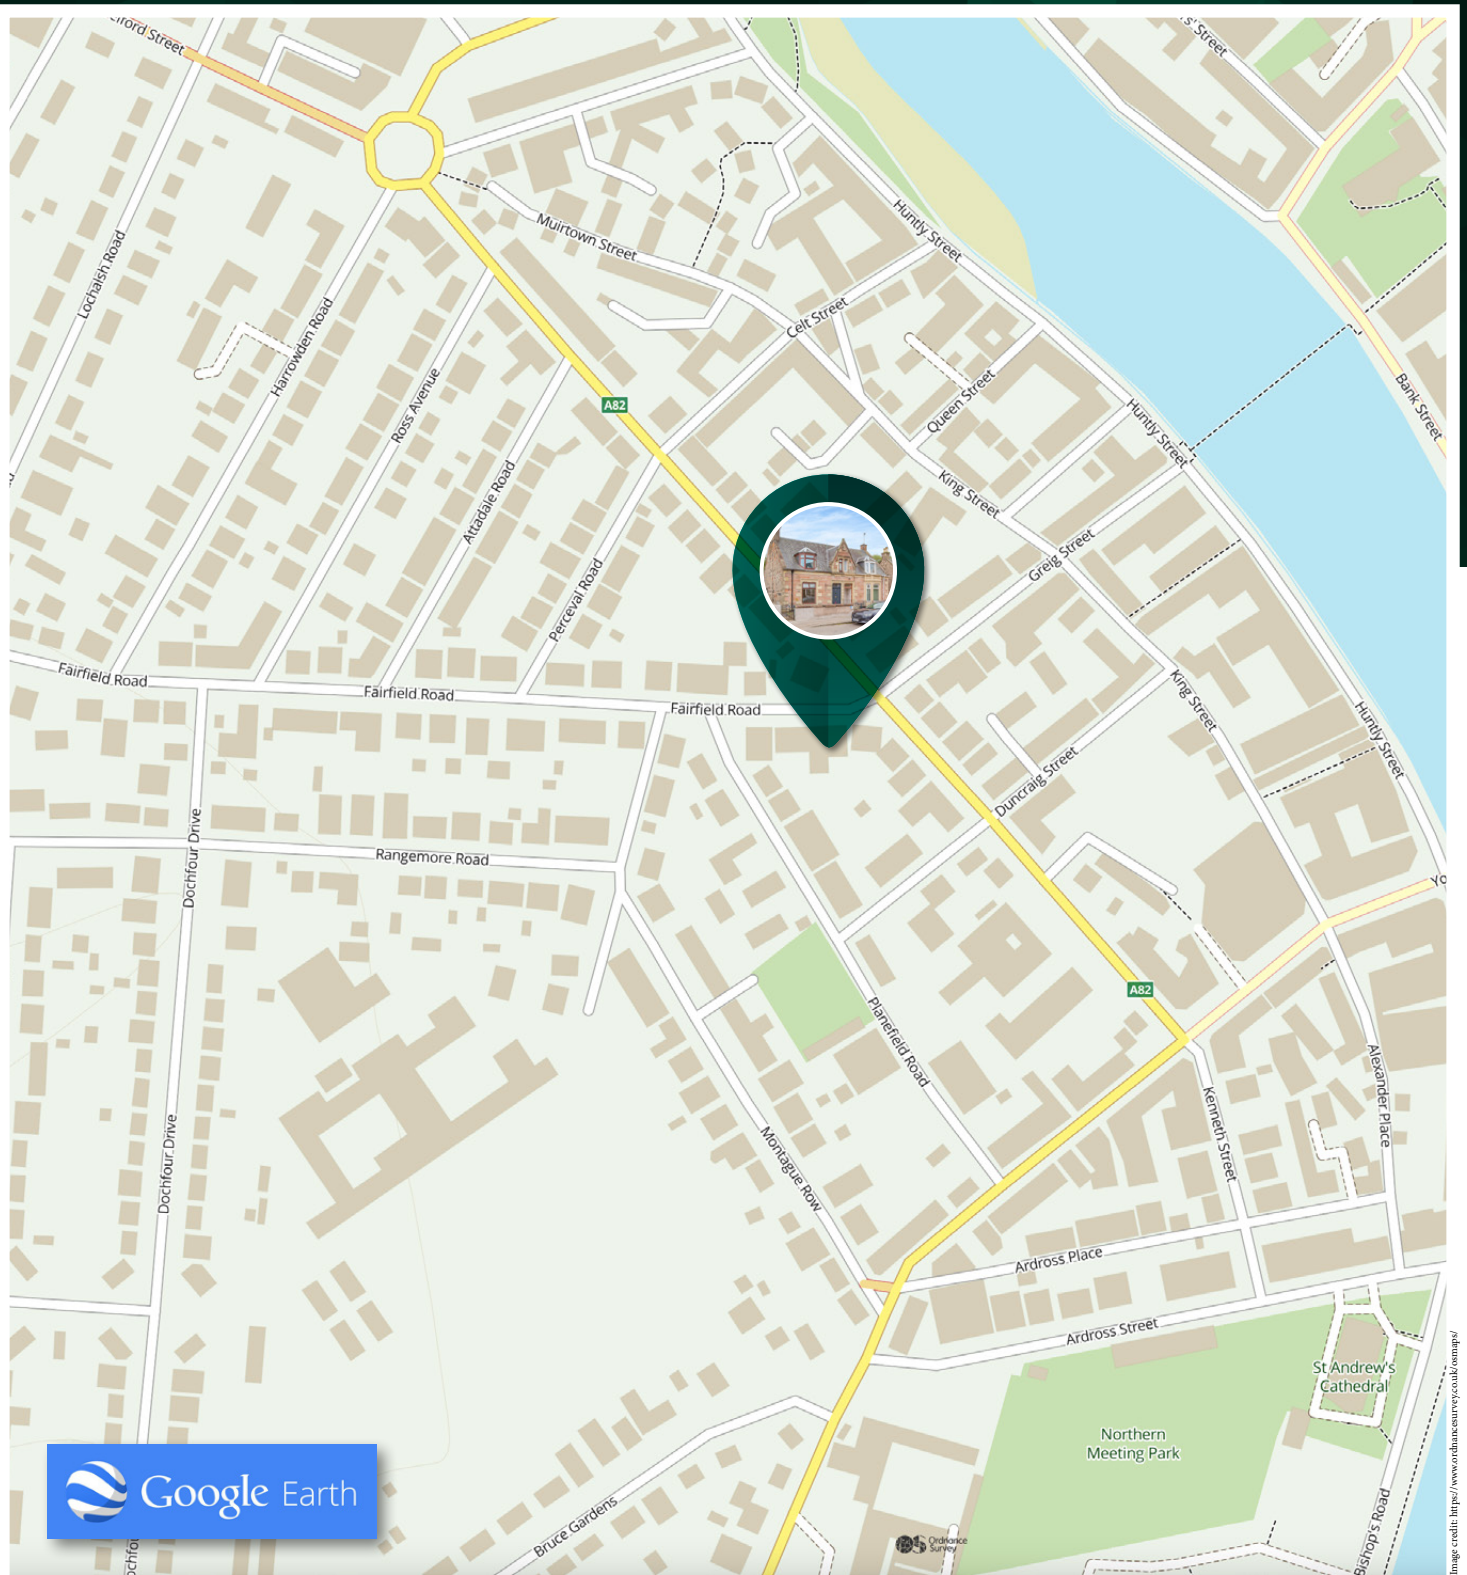 s' Street
Huntly Street
Muirtown Street
Lochalsh Road
Harrowden Road
Ross Avenue
Celt Street
Queen Street
A82
Bank Street
Huntly Street
Attadale Road
King Street
Greig Street
Perceval Road
Fairfield Road
Fairfield Road
Fairfield Road
King Street
Huntly Street
Duncraig Street
Dochfour Drive
Rangemore Road
Yo
A82
Planefield Road
Alexander Place
Kenneth Street
Dochfour Drive
Montague Row
Ardross Place
Ardross Street
St Andrew's
Cathedral
Northern
Meeting Park
Google Earth
Bruce Gardens
Ordnance
Survey
Bishop's Road
Image credit: https://www.ordnancesurvey.co.uk/osmaps/